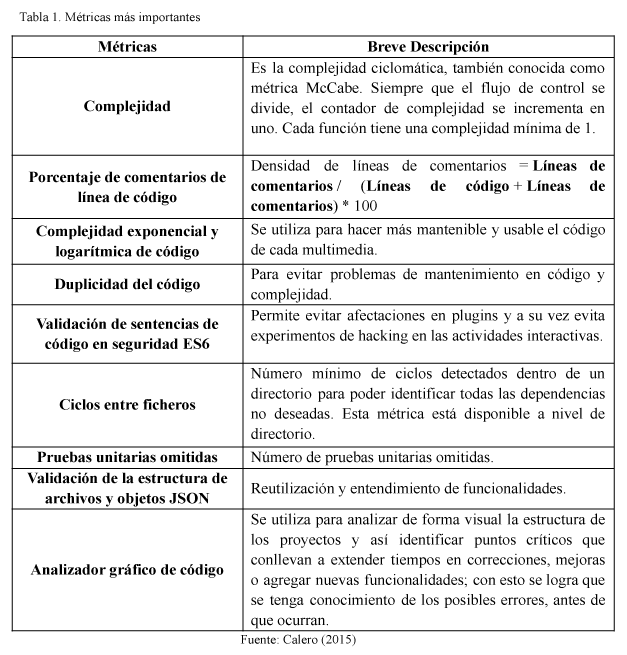 Tabla 1. Métricas más importantes
Métricas
Breve Descripción
Complejidad
Es la complejidad ciclomática, también conocida como
métrica McCabe. Siempre que el flujo de control se
divide, el contador de complejidad se incrementa en
uno. Cada función tiene una complejidad mínima de 1.
Porcentaje de comentarios de
línea de código
Densidad de líneas de comentarios = Líneas de
comentarios / (Líneas de código + Líneas de
comentarios) * 100
Complejidad exponencial y
logarítmica de código
Se utiliza para hacer más mantenible y usable el código
de cada multimedia.
Duplicidad del código
Para evitar problemas de mantenimiento en código y
complejidad.
Validación de sentencias de
código en seguridad ES6
Permite evitar afectaciones en plugins y a su vez evita
experimentos de hacking en las actividades interactivas.
Ciclos entre ficheros
Número mínimo de ciclos detectados dentro de un
directorio para poder identificar todas las dependencias
no deseadas. Esta métrica está disponible a nivel de
directorio.
Pruebas unitarias omitidas
Número de pruebas unitarias omitidas.
Validación de la estructura de
archivos y objetos JSON
Reutilización y entendimiento de funcionalidades.
Analizador gráfico de código
Se utiliza para analizar de forma visual la estructura de
los proyectos y así identificar puntos críticos que
conllevan a extender tiempos en correcciones, mejoras
o agregar nuevas funcionalidades; con esto se logra que
se tenga conocimiento de los posibles errores, antes de
que ocurran.
Fuente: Calero (2015)